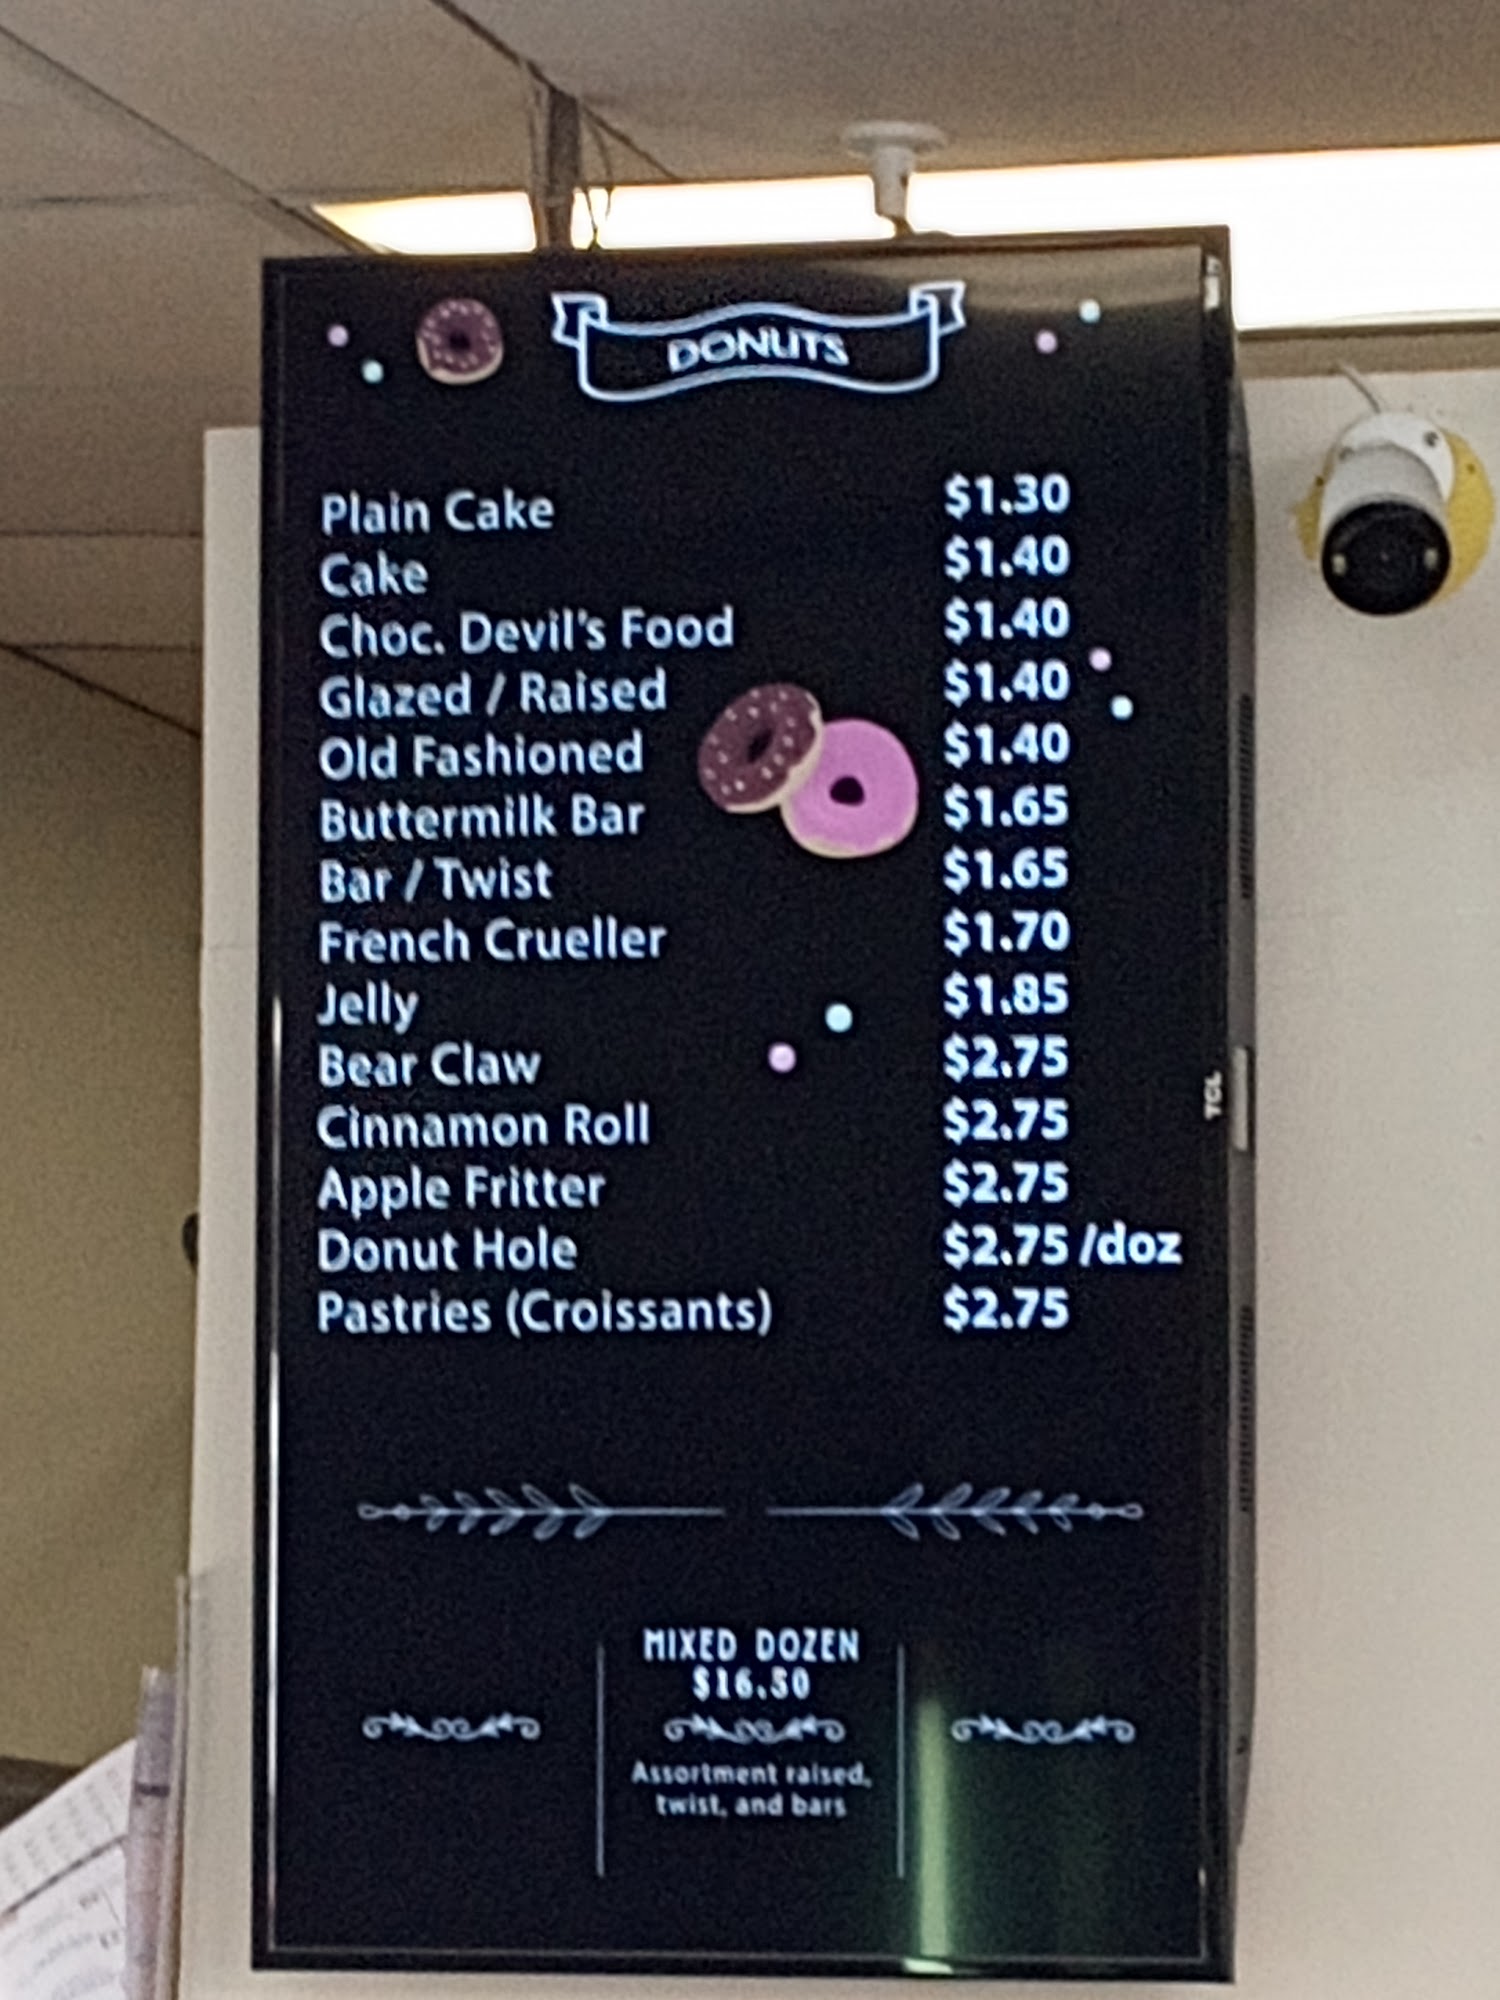 DONUTS
Plain Cake $1.30
Cake $1.40
Choc. Devil's Food $1.40
Glazed / Raised $1.40
Old Fashioned $1.40
Buttermilk Bar $1.65
Bar / Twist $1.65
French Crueller $1.70
Jelly $1.85
Bear Claw $2.75
Cinnamon Roll $2.75
Apple Fritter $2.75
Donut Hole $2.75 /doz
Pastries (Croissants) $2.75
TCL
MIXED DOZEN
$16.50
Assortment raised,
twist, and bars